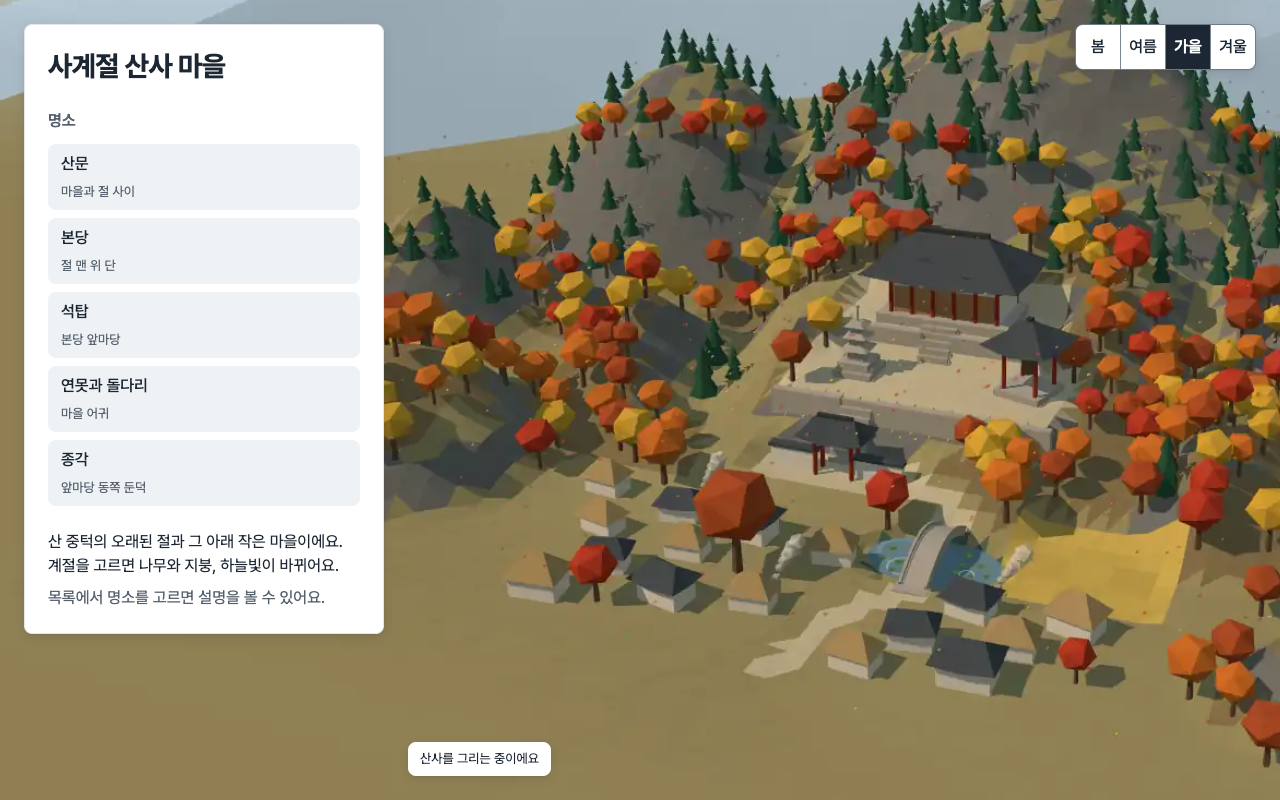 사계절 산사 마을
봄 여름 가을 겨울
명소
산문
마을과 절 사이
본당
절 맨 위 단
석탑
본당 앞마당
연못과 돌다리
마을 어귀
종각
앞마당 동쪽 둔덕
산 중턱의 오래된 절과 그 아래 작은 마을이에요.
계절을 고르면 나무와 지붕, 하늘빛이 바뀌어요.
목록에서 명소를 고르면 설명을 볼 수 있어요.
산사를 그리는 중이에요